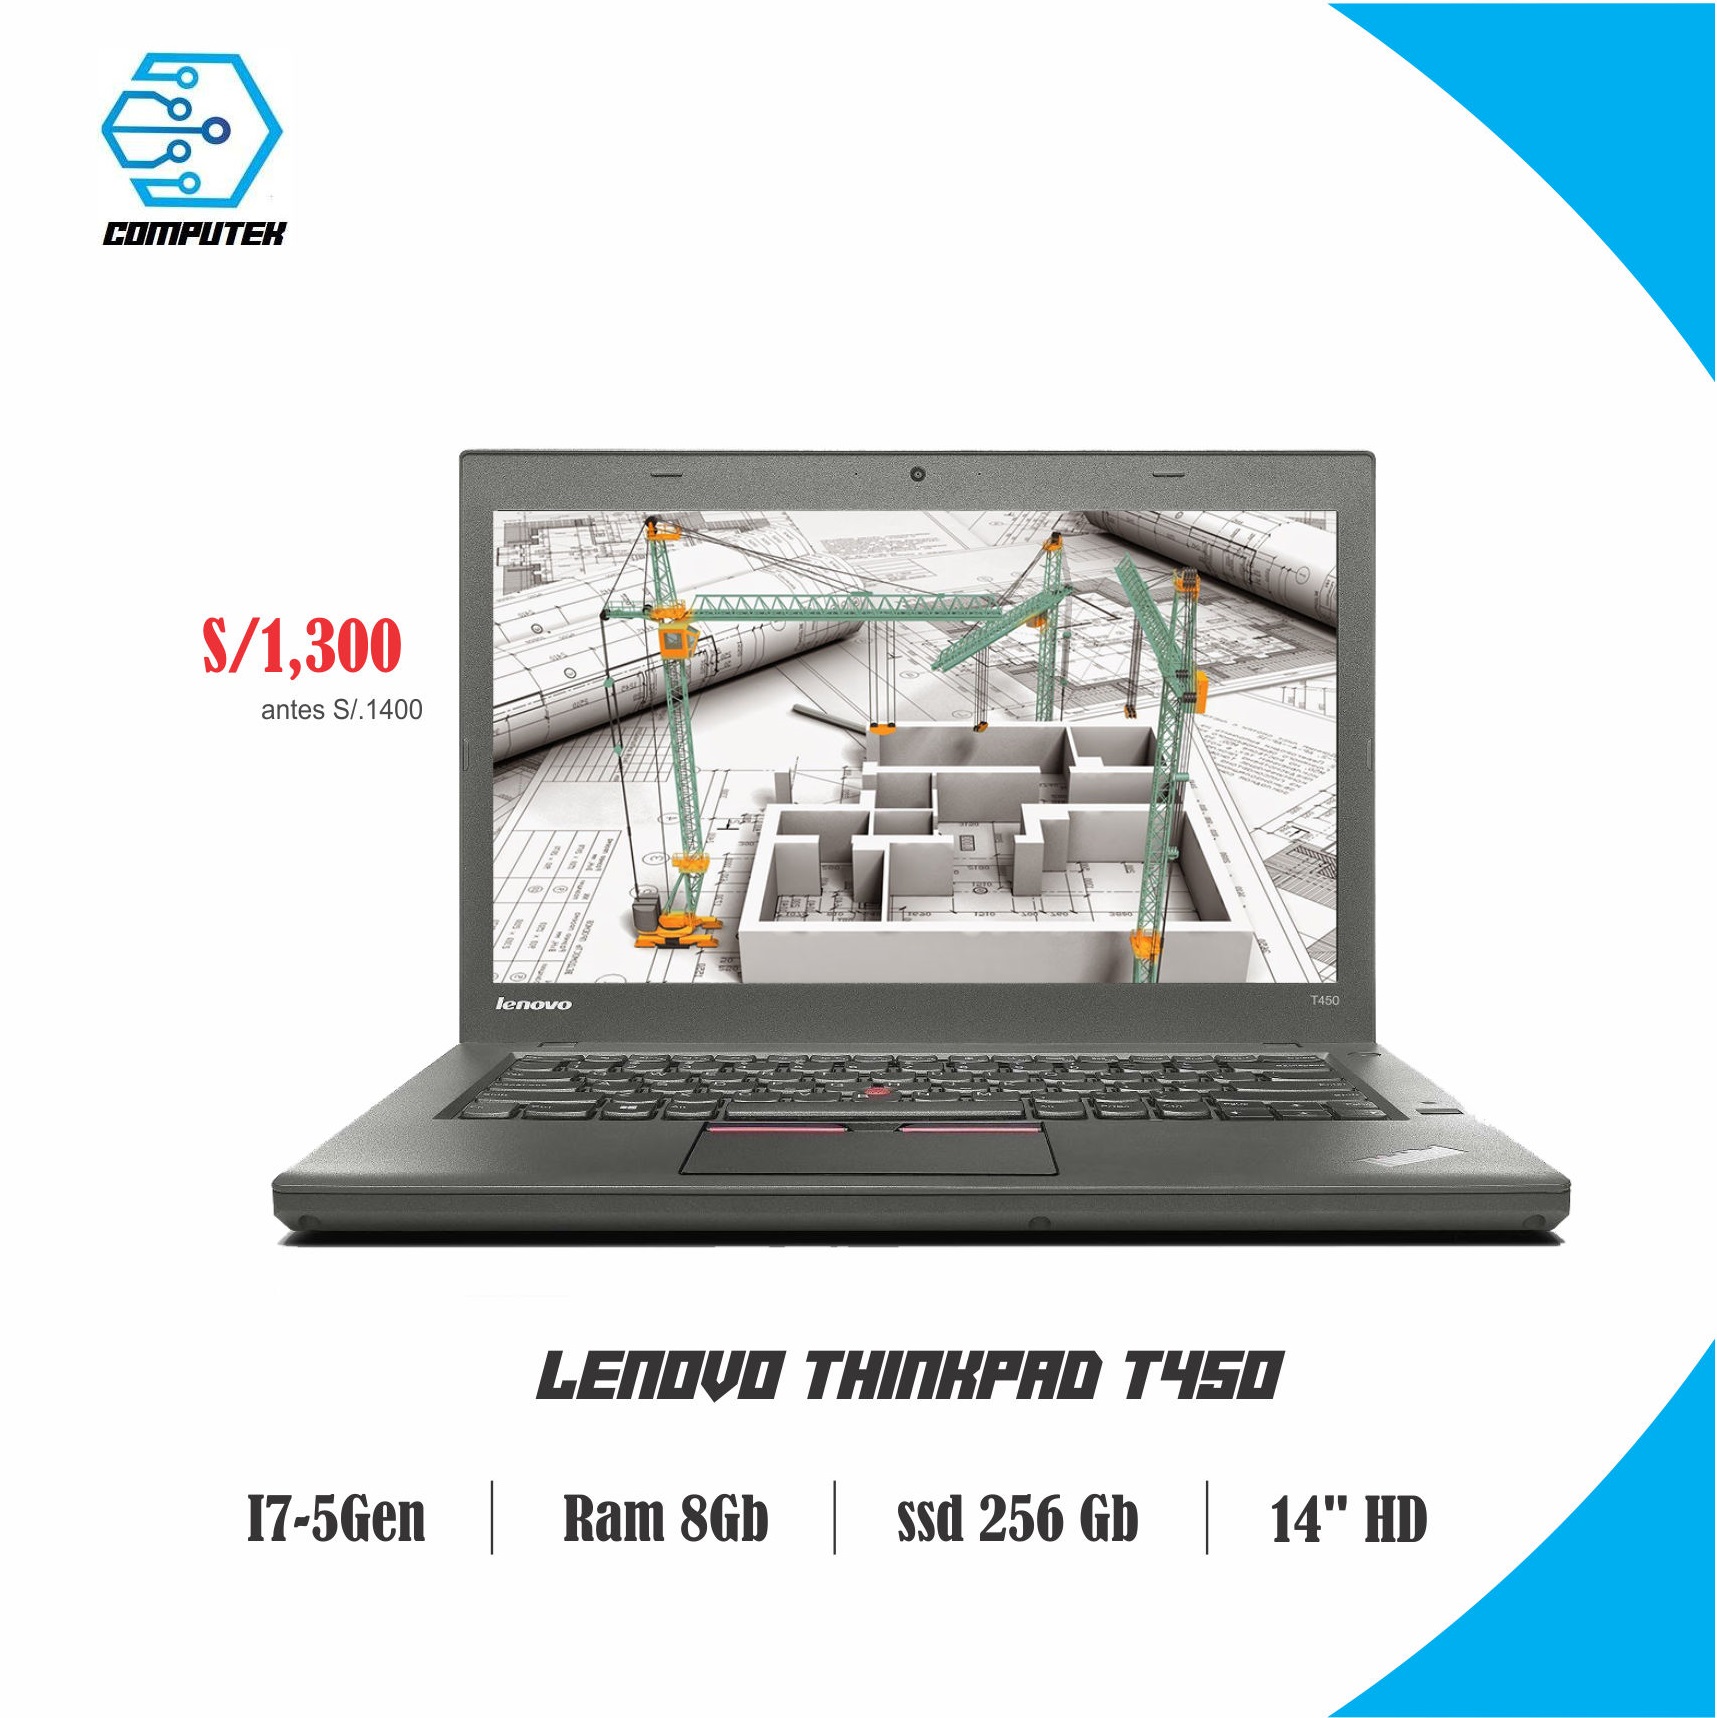 COMPUTEK
S/1,300
antes S/.1400
lenovo
T450
LENOVO THINKPAD T450
I7-5Gen
Ram 8Gb
ssd 256 Gb
14" HD